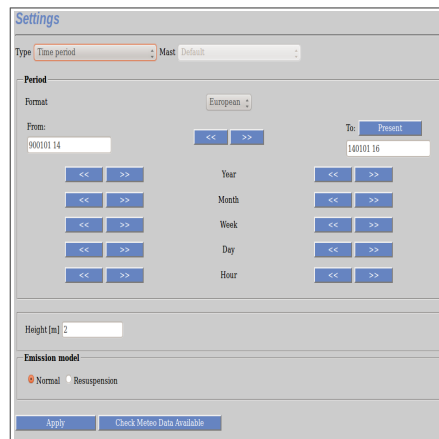 Settings
Type Time period Mast Default
Period
Format European
From: << >> To: Present
900101 14 140101 16
<< >> Year << >>
<< >> Month << >>
<< >> Week << >>
<< >> Day << >>
<< >> Hour << >>
Height [m] 2
Emission model
Normal Resuspension
Apply Check Meteo Data Available